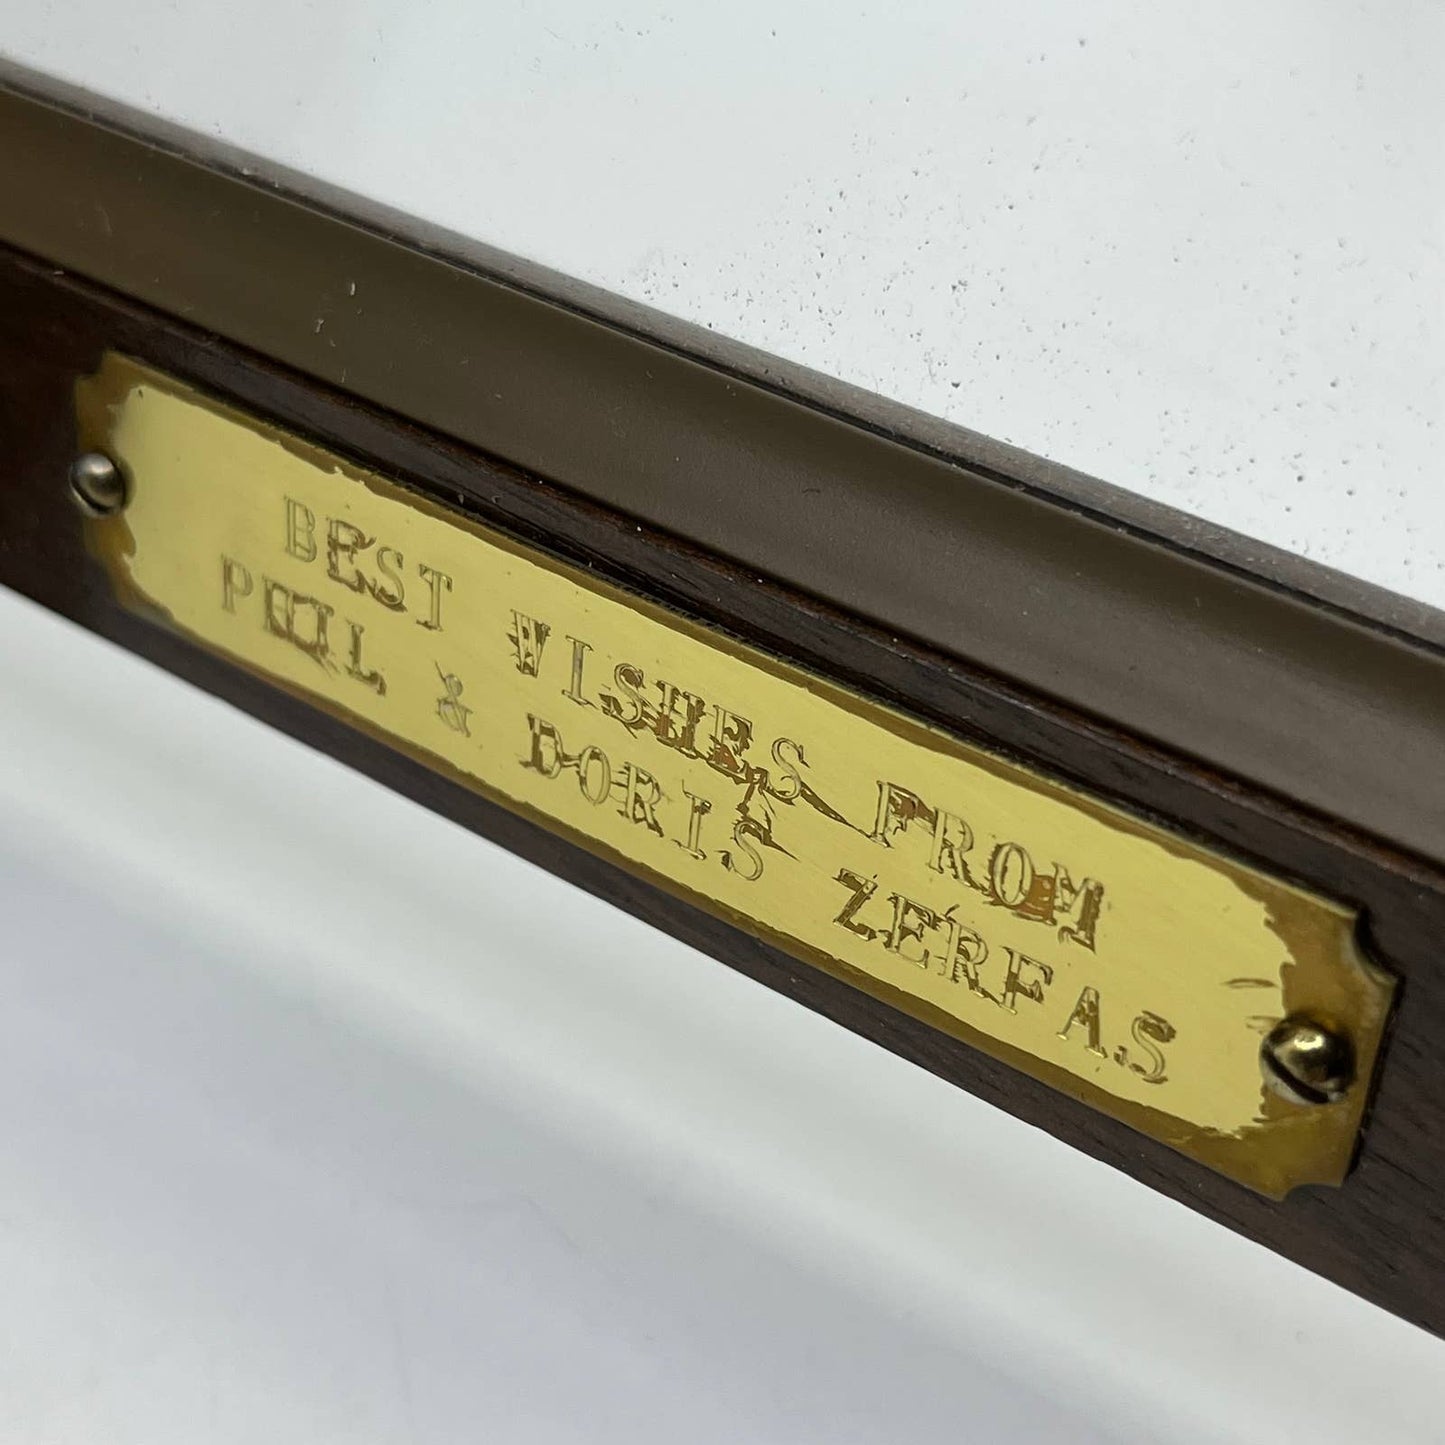 BEST WISHES FROM
PHIL & DORIS ZERFAS